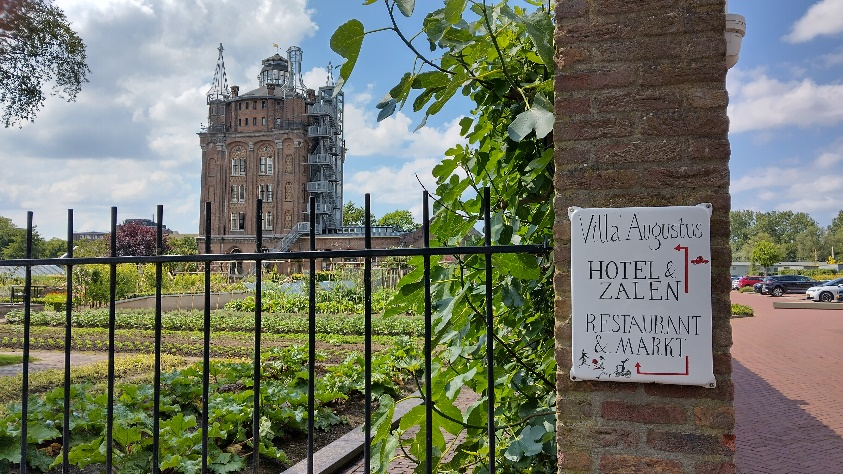 Villa Augustus
HOTEL &
ZALEN
RESTAURANT
& MARKT